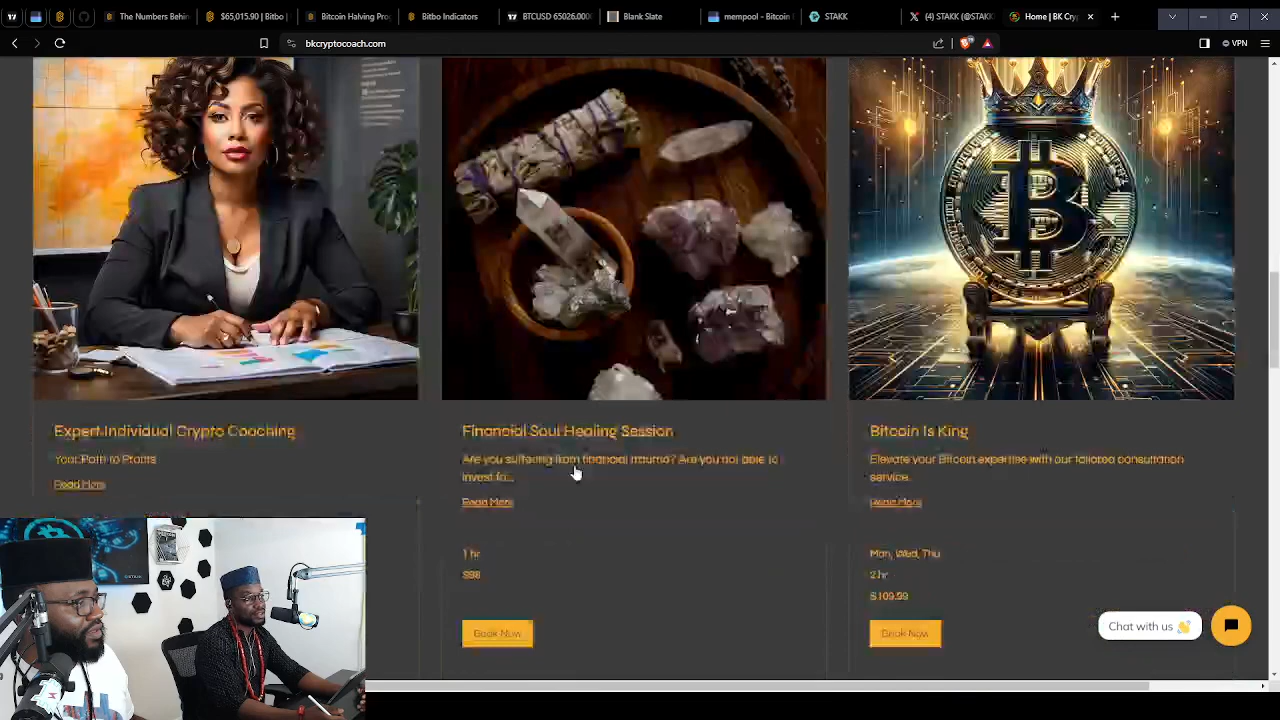 The Numbers Behin
$65,015.90 | Bitbo
Bitcoin Halving Pro
Bitbo Indicators
BTCUSD 65026.00
Blank Slate
mempool - Bitcoin
STAKK
(4) STAKK (@STAKK
Home | BK Cry
bkcryptocoach.com
VPN
Expert Individual Crypto Coaching
Your Path to Profits
Read More
Financial Soul Healing Session
Are you suffering from financial trauma? Are you not able to
invest fo...
Read More
1 hr
$98
Book Now
Bitcoin Is King
Elevate your Bitcoin expertise with our tailored consultation
service.
Read More
Mon, Wed, Thu
2 hr
$109.99
Book Now
Chat with us 👋